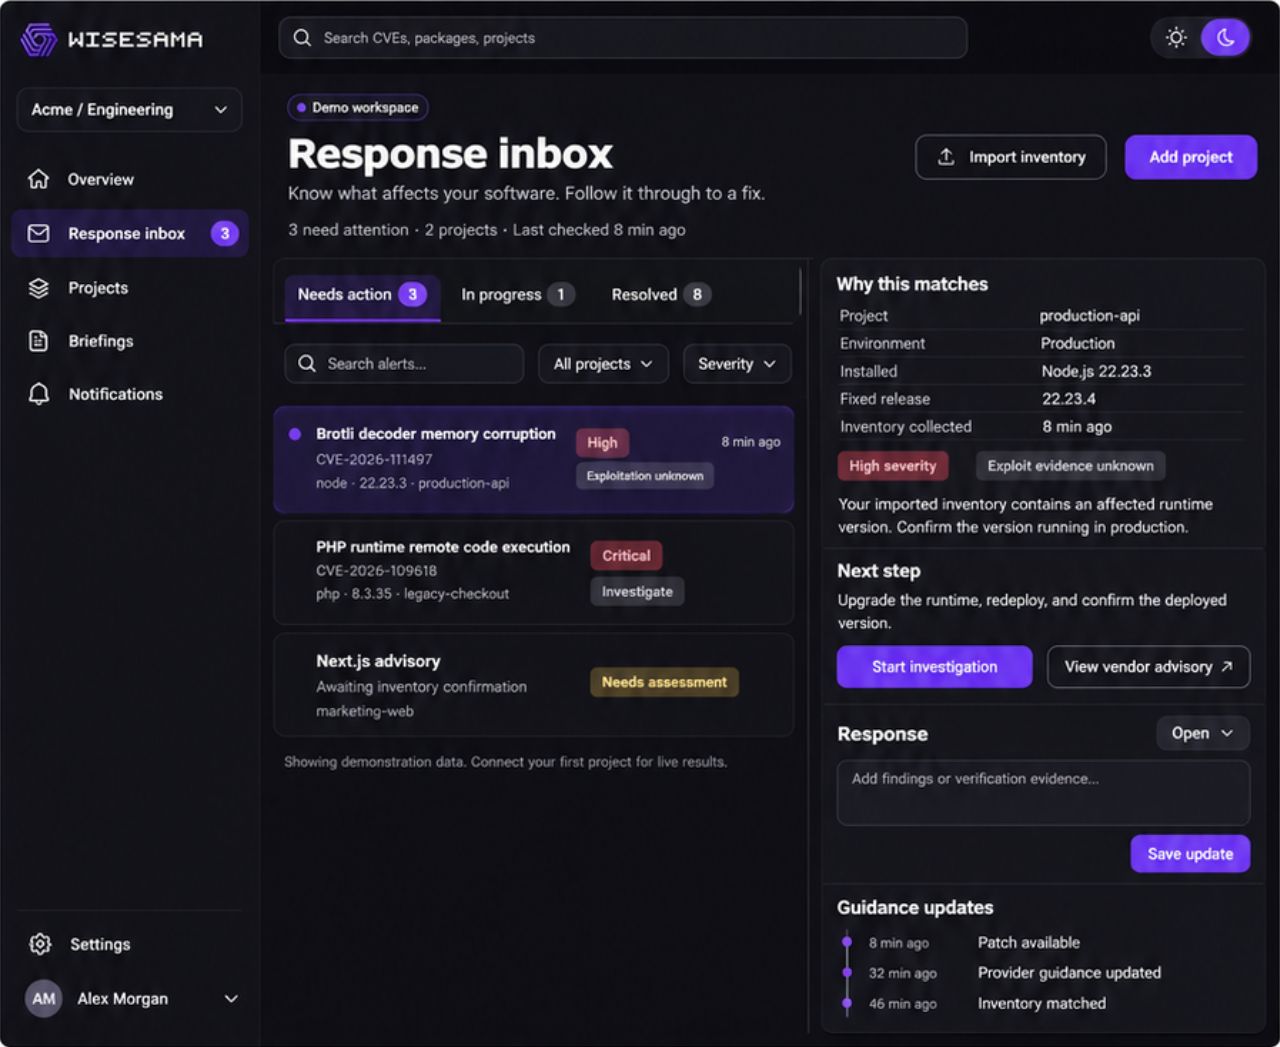 WISESAMA
Search CVEs, packages, projects
Acme / Engineering
Overview
Response inbox 3
Projects
Briefings
Notifications
Settings
AM Alex Morgan
Demo workspace
Response inbox
Know what affects your software. Follow it through to a fix.
3 need attention · 2 projects · Last checked 8 min ago
Import inventory
Add project
Needs action 3 In progress 1 Resolved 8
Search alerts... All projects Severity
Brotli decoder memory corruption High 8 min ago
CVE-2026-111497 Exploitation unknown
node · 22.23.3 · production-api
PHP runtime remote code execution Critical
CVE-2026-109618
php · 8.3.35 · legacy-checkout Investigate
Next.js advisory
Awaiting inventory confirmation Needs assessment
marketing-web
Showing demonstration data. Connect your first project for live results.
Why this matches
Project production-api
Environment Production
Installed Node.js 22.23.3
Fixed release 22.23.4
Inventory collected 8 min ago
High severity Exploit evidence unknown
Your imported inventory contains an affected runtime
version. Confirm the version running in production.
Next step
Upgrade the runtime, redeploy, and confirm the deployed
version.
Start investigation View vendor advisory ↗
Response Open
Add findings or verification evidence...
Save update
Guidance updates
8 min ago Patch available
32 min ago Provider guidance updated
46 min ago Inventory matched